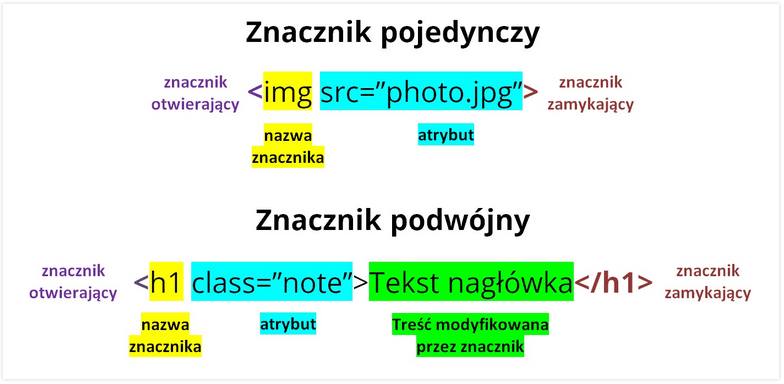 Znacznik pojedynczy
znacznik
otwierający
<img src=”photo.jpg”>
znacznik
zamykający
nazwa
znacznika
atrybut
Znacznik podwójny
znacznik
otwierający
<h1 class=”note”>Tekst nagłówka</h1>
znacznik
zamykający
nazwa
znacznika
atrybut
Treść modyfikowana
przez znacznik